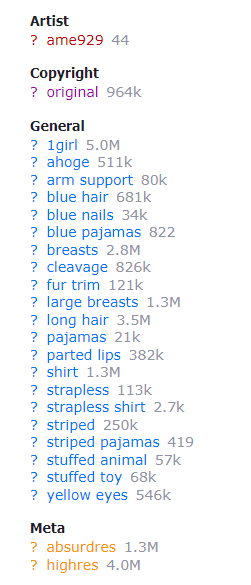 Artist
? ame929 44
Copyright
? original 964k
General
? 1girl 5.0M
? ahoge 511k
? arm support 80k
? blue hair 681k
? blue nails 34k
? blue pajamas 822
? breasts 2.8M
? cleavage 826k
? fur trim 121k
? large breasts 1.3M
? long hair 3.5M
? pajamas 21k
? parted lips 382k
? shirt 1.3M
? strapless 113k
? strapless shirt 2.7k
? striped 250k
? striped pajamas 419
? stuffed animal 57k
? stuffed toy 68k
? yellow eyes 546k
Meta
? absurdres 1.3M
? highres 4.0M